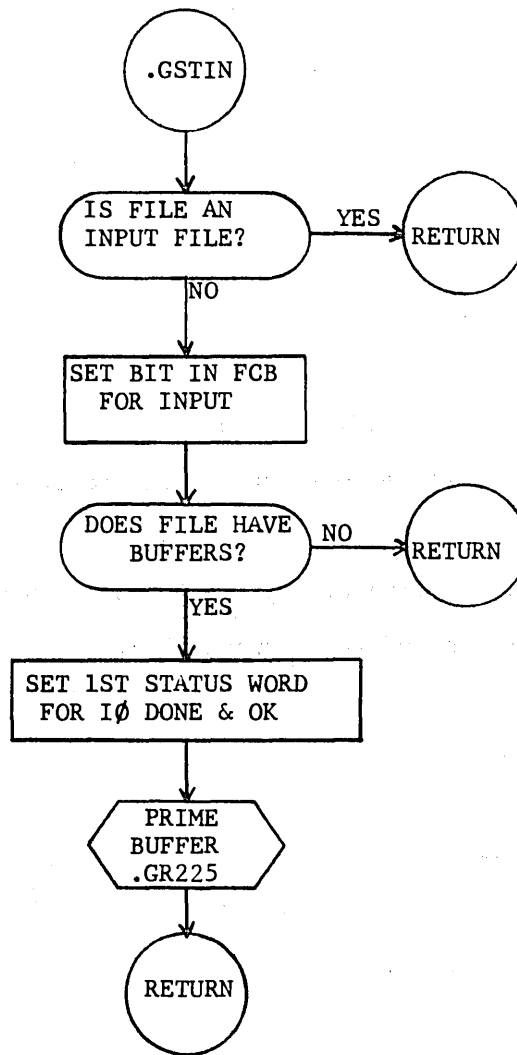 .GSTIN
IS FILE AN
INPUT FILE?
YES
RETURN
NO
SET BIT IN FCB
FOR INPUT
DOES FILE HAVE
BUFFERS?
NO
RETURN
YES
SET 1ST STATUS WORD
FOR IØ DONE & OK
PRIME
BUFFER
.GR225
RETURN